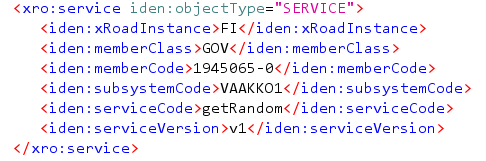 <xro:service iden:objectType="SERVICE">
<iden:xRoadInstance>FI</iden:xRoadInstance>
<iden:memberClass>GOV</iden:memberClass>
<iden:memberCode>1945065-0</iden:memberCode>
<iden:subsystemCode>VAAKKO1</iden:subsystemCode>
<iden:serviceCode>getRandom</iden:serviceCode>
<iden:serviceVersion>v1</iden:serviceVersion>
</xro:service>